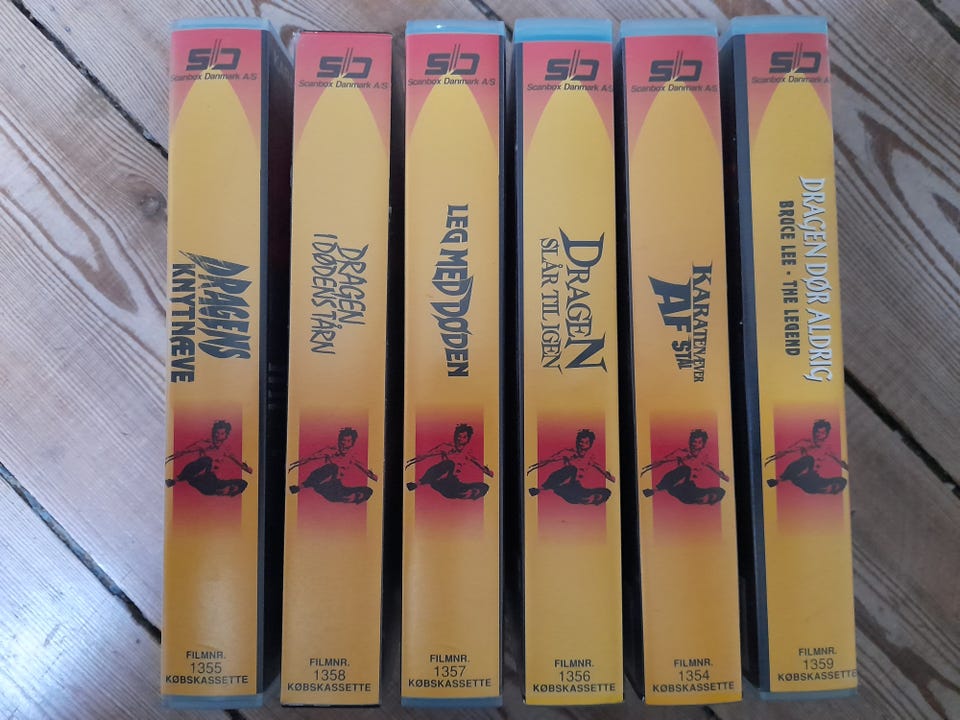 sb
Scanbox Danmark A/S
DRAGENS
KNYTNÆVE
FILMNR.
1355
KØBSKASSETTE
sb
Scanbox Danmark A/S
DRAGEN
I DØDENS TÅRN
FILMNR.
1358
KØBSKASSETTE
sb
Scanbox Danmark A/S
LEG MED DØDEN
FILMNR.
1357
KØBSKASSETTE
sb
Scanbox Danmark A/S
DRAGEN
SLÅR TIL IGEN
FILMNR.
1356
KØBSKASSETTE
sb
Scanbox Danmark A/S
KARATENÆVER
AF STÅL
FILMNR.
1354
KØBSKASSETTE
sb
Scanbox Danmark A/S
DRAGEN DØR ALDRIG
BRUCE LEE - THE LEGEND
FILMNR.
1359
KØBSKASSETTE